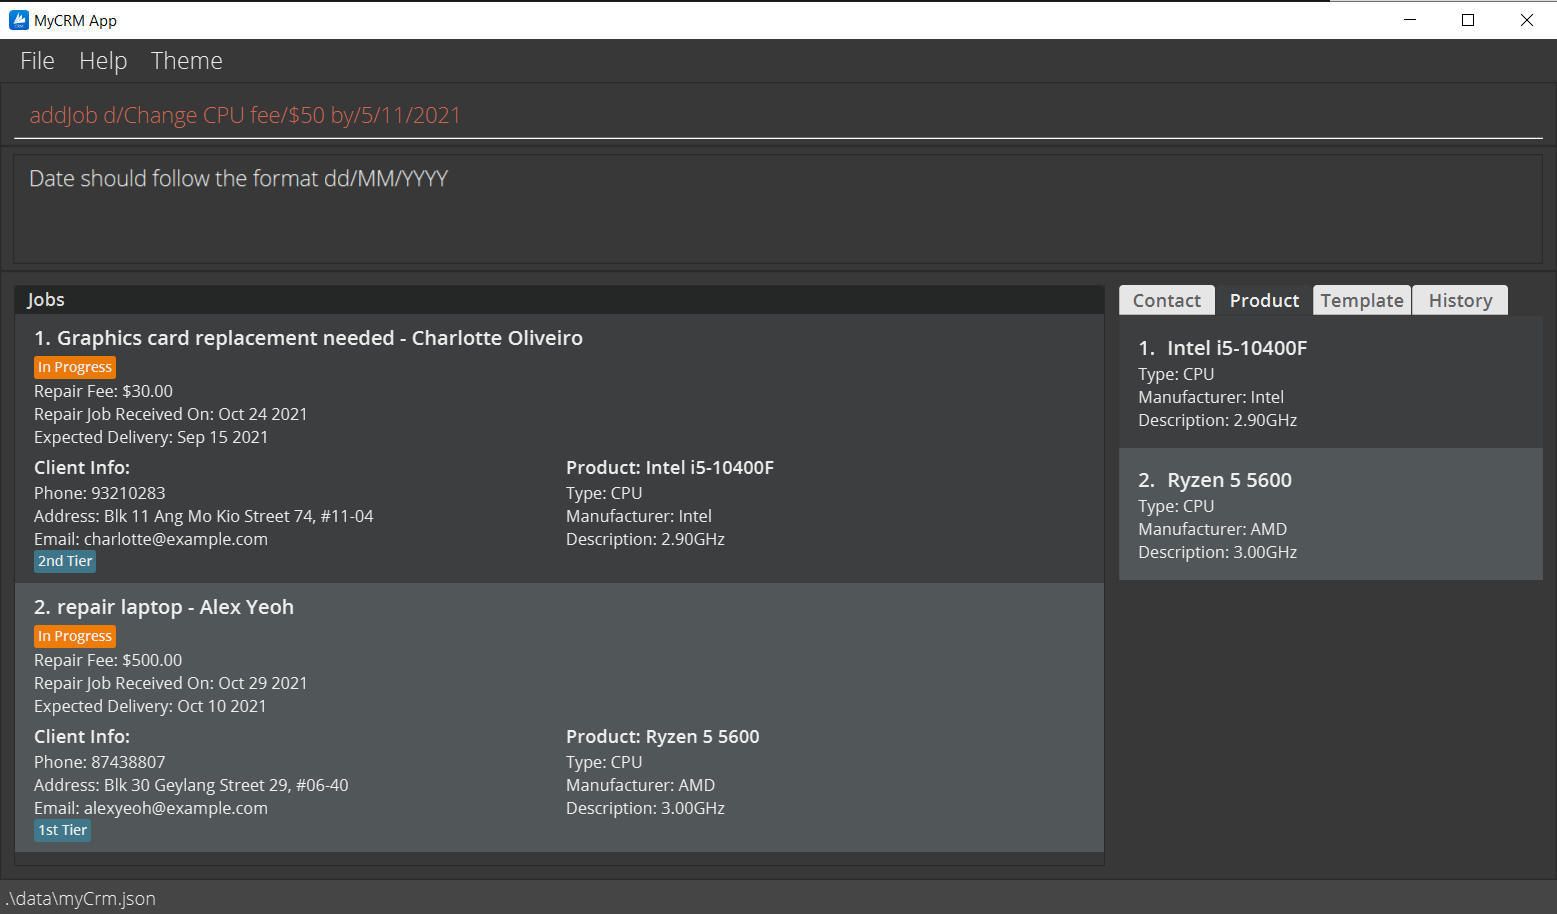 MyCRM App
File Help Theme
addJob d/Change CPU fee/$50 by/5/11/2021
Date should follow the format dd/MM/YYYY
Jobs
1. Graphics card replacement needed - Charlotte Oliveiro
In Progress
Repair Fee: $30.00
Repair Job Received On: Oct 24 2021
Expected Delivery: Sep 15 2021
Client Info:
Phone: 93210283
Address: Blk 11 Ang Mo Kio Street 74, #11-04
Email: charlotte@example.com
2nd Tier
Product: Intel i5-10400F
Type: CPU
Manufacturer: Intel
Description: 2.90GHz
2. repair laptop - Alex Yeoh
In Progress
Repair Fee: $500.00
Repair Job Received On: Oct 29 2021
Expected Delivery: Oct 10 2021
Client Info:
Phone: 87438807
Address: Blk 30 Geylang Street 29, #06-40
Email: alexyeoh@example.com
1st Tier
Product: Ryzen 5 5600
Type: CPU
Manufacturer: AMD
Description: 3.00GHz
Contact Product Template History
1. Intel i5-10400F
Type: CPU
Manufacturer: Intel
Description: 2.90GHz
2. Ryzen 5 5600
Type: CPU
Manufacturer: AMD
Description: 3.00GHz
.\data\myCrm.json